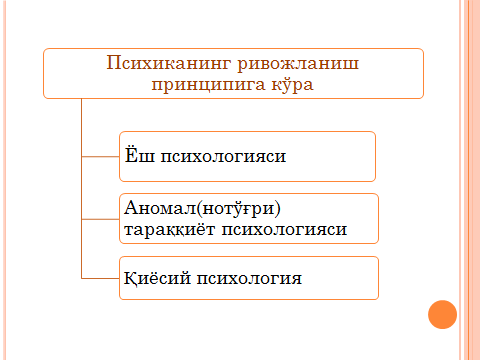 Психиканинг ривожланиш
принципига кўра
Ёш психологияси
Аномал(нотўғри)
тараққиёт психологияси
Қиёсий психология